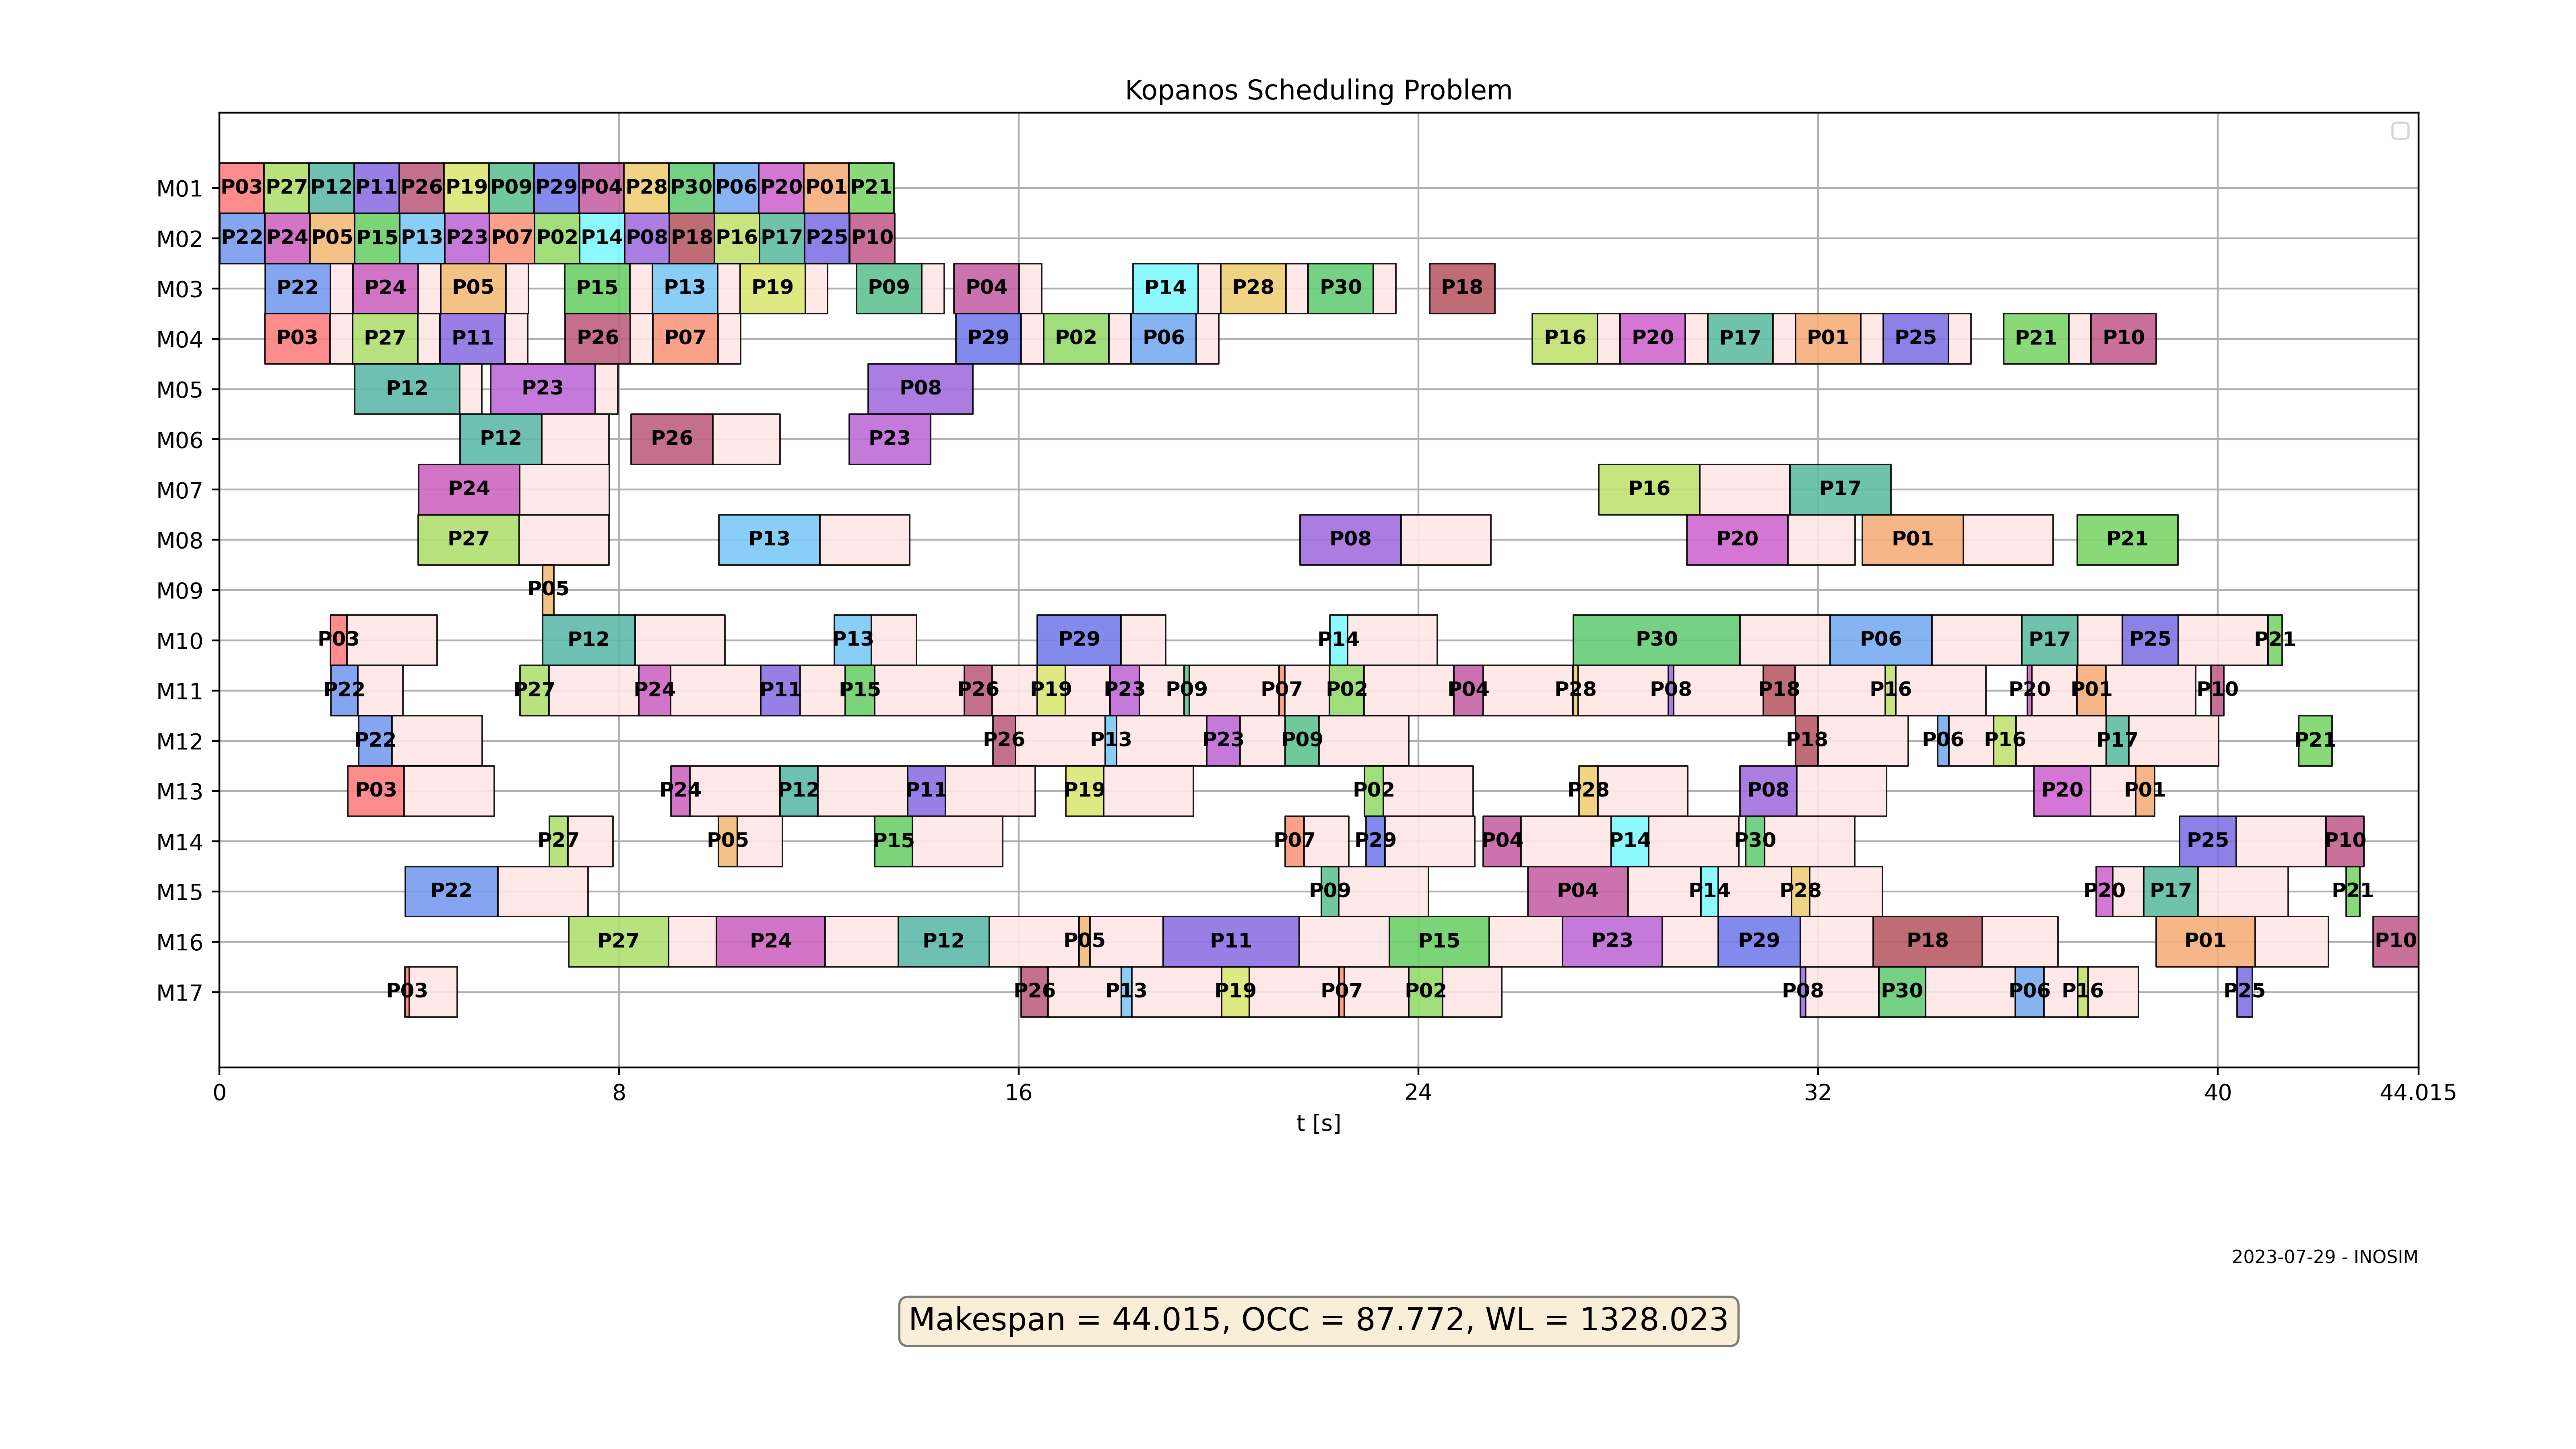 Kopanos Scheduling Problem
M01 P03 P27 P12 P11 P26 P19 P09 P29 P04 P28 P30 P06 P20 P01 P21
M02 P22 P24 P05 P15 P13 P23 P07 P02 P14 P08 P18 P16 P17 P25 P10
M03 P22 P24 P05 P15 P13 P19 P09 P04 P14 P28 P30 P18
M04 P03 P27 P11 P26 P07 P29 P02 P06 P16 P20 P17 P01 P25 P21 P10
M05 P12 P23 P08
M06 P12 P26 P23
M07 P24 P16 P17
M08 P27 P13 P08 P20 P01 P21
M09 P05
M10 P03 P12 P13 P29 P14 P30 P06 P17 P25 P21
M11 P22 P27 P24 P11 P15 P26 P19 P23 P09 P07 P02 P04 P28 P08 P18 P16 P20 P01 P10
M12 P22 P26 P13 P23 P09 P18 P06 P16 P17 P21
M13 P03 P24 P12 P11 P19 P02 P28 P08 P20 P01
M14 P27 P05 P15 P07 P29 P04 P14 P30 P25 P10
M15 P22 P09 P04 P14 P28 P20 P17 P21
M16 P27 P24 P12 P05 P11 P15 P23 P29 P18 P01 P10
M17 P03 P26 P13 P19 P07 P02 P08 P30 P06 P16 P25
0 8 16 24 32 40 44.015
t [s]
2023-07-29 - INOSIM
Makespan = 44.015, OCC = 87.772, WL = 1328.023